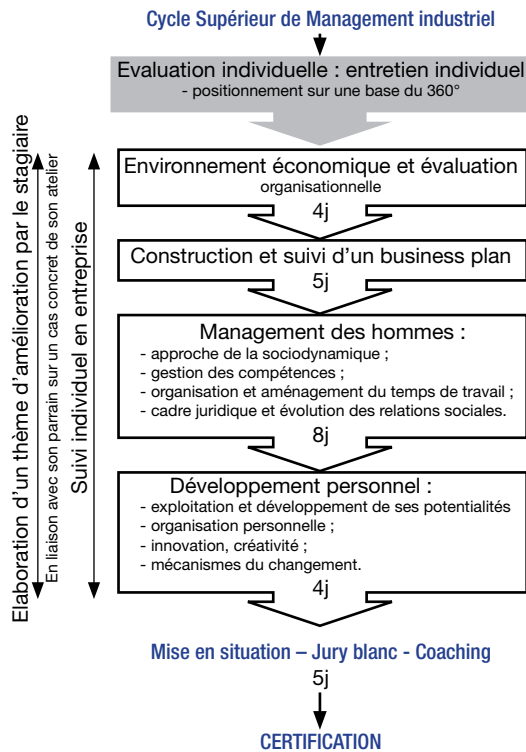 Cycle Supérieur de Management industriel
Evaluation individuelle : entretien individuel
- positionnement sur une base du 360°
Elaboration d'un thème d'amélioration par le stagiaire
En liaison avec son parrain sur un cas concret de son atelier
Suivi individuel en entreprise
Environnement économique et évaluation
organisationnelle
4j
Construction et suivi d'un business plan
5j
Management des hommes :
- approche de la sociodynamique ;
- gestion des compétences ;
- organisation et aménagement du temps de travail ;
- cadre juridique et évolution des relations sociales.
8j
Développement personnel :
- exploitation et développement de ses potentialités
- organisation personnelle ;
- innovation, créativité ;
- mécanismes du changement.
4j
Mise en situation – Jury blanc - Coaching
5j
CERTIFICATION